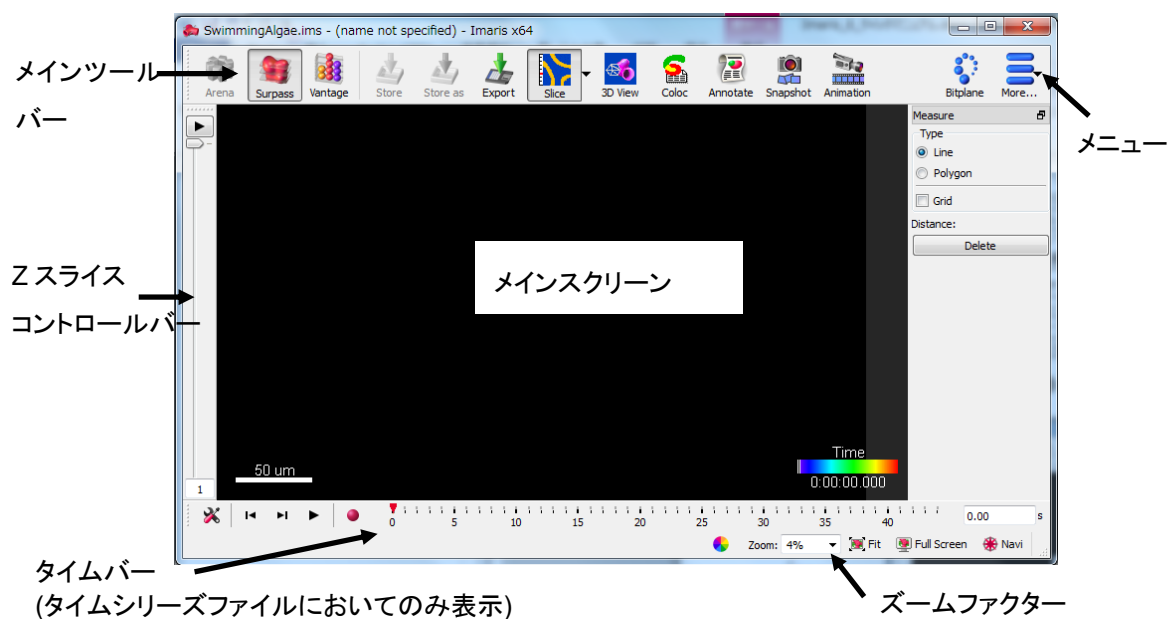 SwimmingAlgae.ims - (name not specified) - Imaris x64
メインツール
バー
Arena Surpass Vantage Store Store as Export Slice 3D View Coloc Annotate Snapshot Animation Bitplane More...
メニュー
Measure
Type
Line
Polygon
Grid
Distance:
Delete
メインスクリーン
Z スライス
コントロールバー
Time
50 um
0:00:00.000
1
0 5 10 15 20 25 30 35 40 0.00 s
Zoom: 4% Fit Full Screen Navi
タイムバー
(タイムシリーズファイルにおいてのみ表示)
ズームファクター